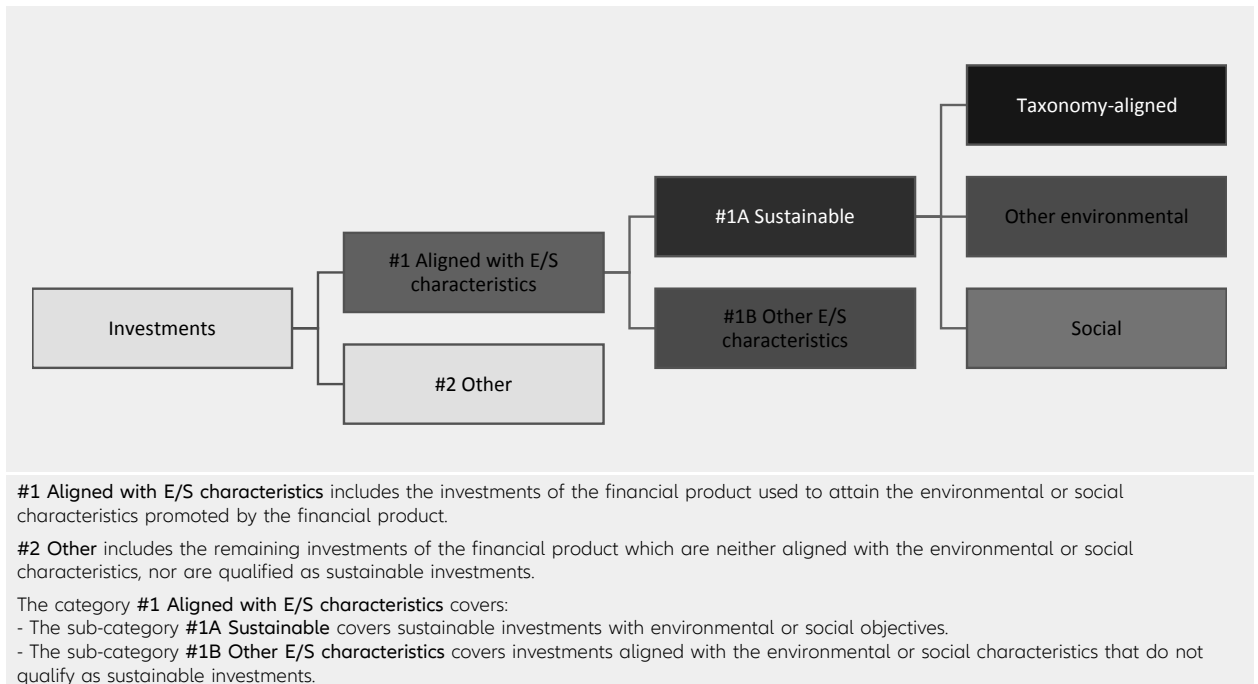 Taxonomy-aligned
#1A Sustainable
Other environmental
#1 Aligned with E/S
characteristics
#1B Other E/S
characteristics
Investments
Social
#2 Other
#1 Aligned with E/S characteristics includes the investments of the financial product used to attain the environmental or social
characteristics promoted by the financial product.
#2 Other includes the remaining investments of the financial product which are neither aligned with the environmental or social
characteristics, nor are qualified as sustainable investments.
The category #1 Aligned with E/S characteristics covers:
- The sub-category #1A Sustainable covers sustainable investments with environmental or social objectives.
- The sub-category #1B Other E/S characteristics covers investments aligned with the environmental or social characteristics that do not
qualify as sustainable investments.